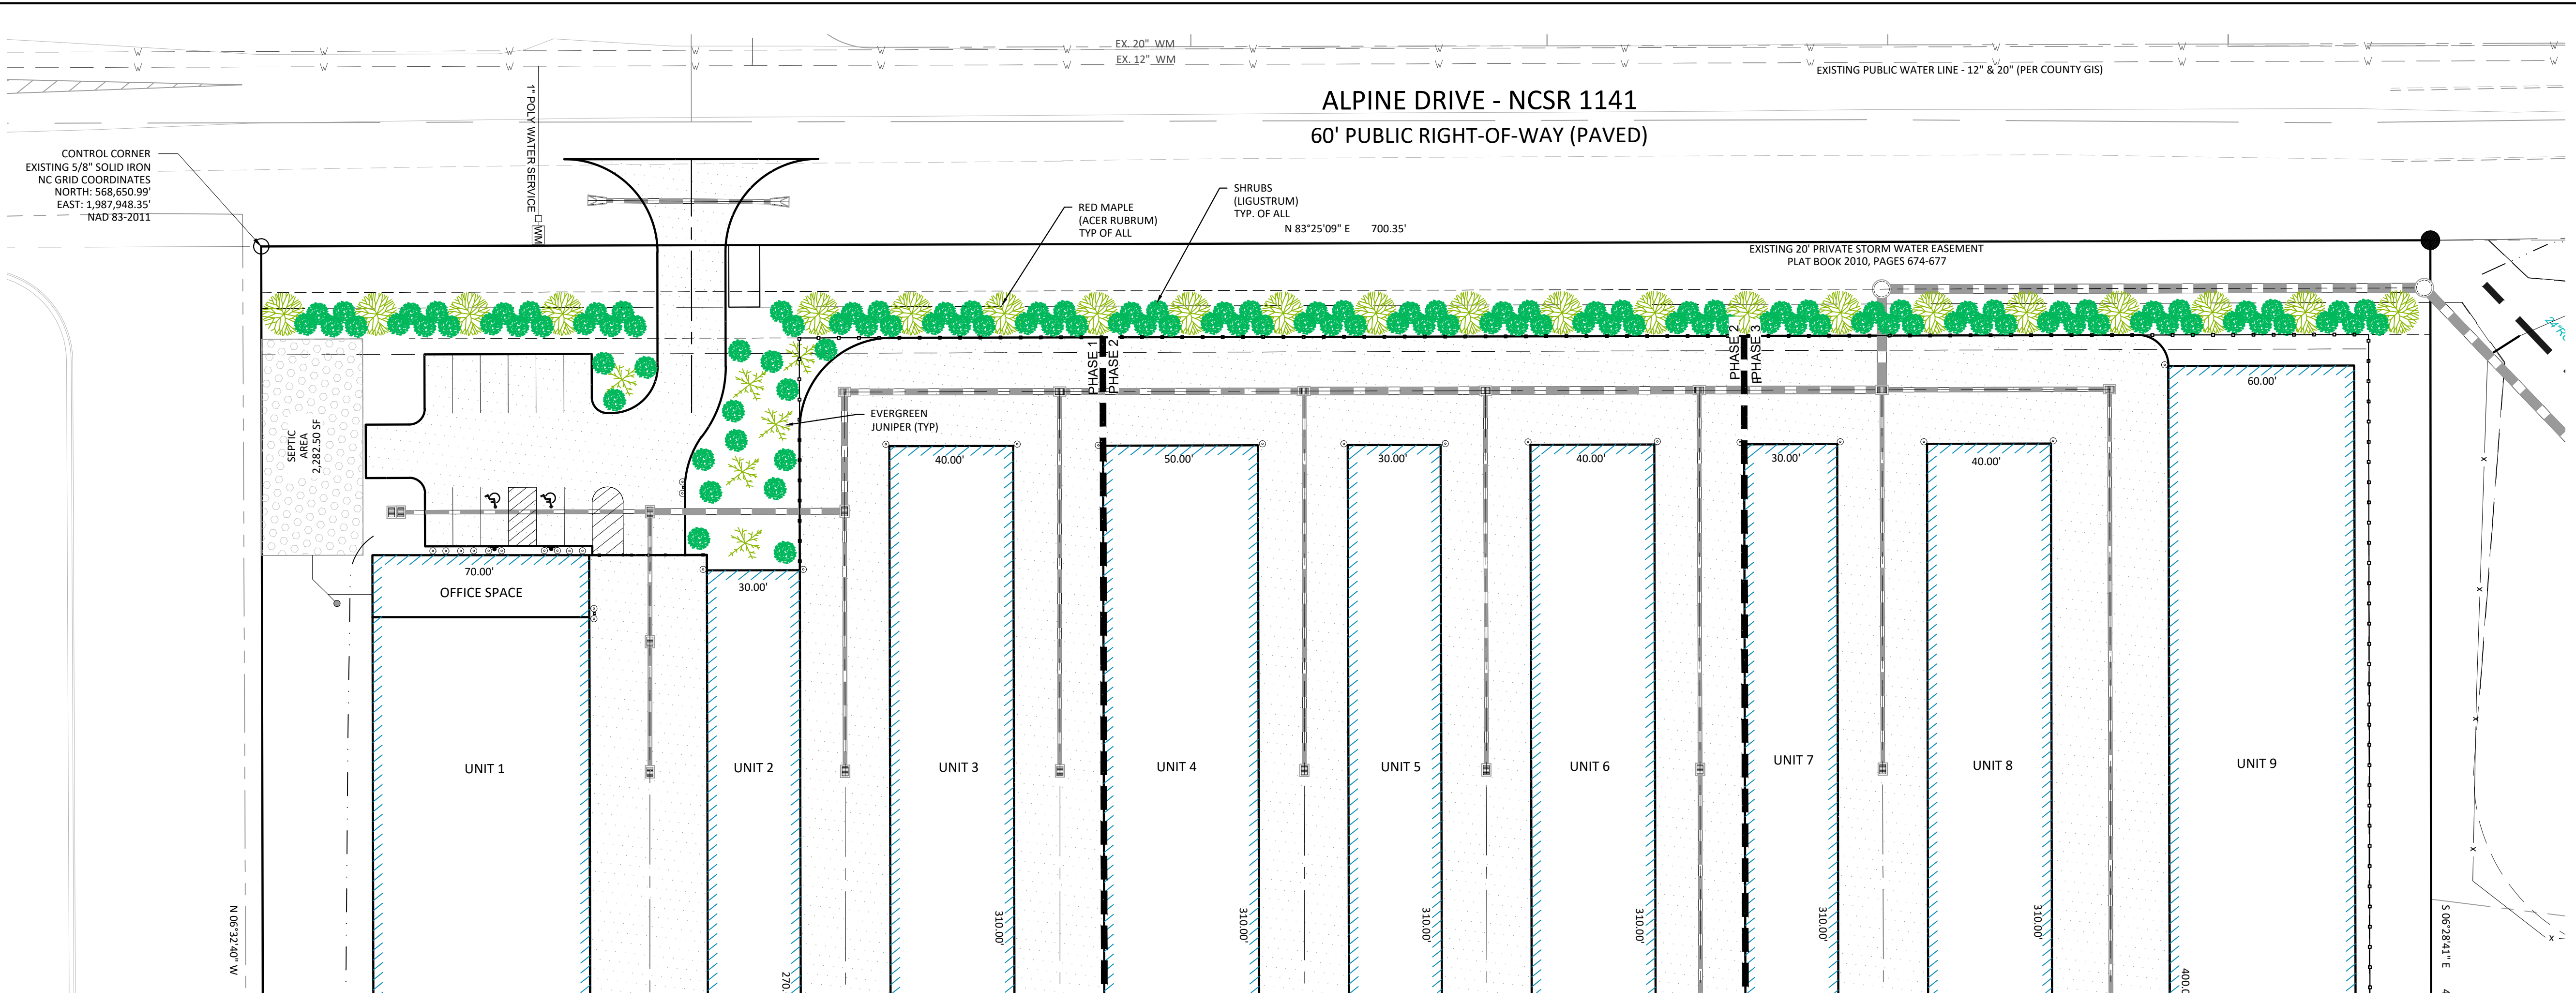 EX. 20" WM
EX. 12" WM
EXISTING PUBLIC WATER LINE - 12" & 20" (PER COUNTY GIS)
ALPINE DRIVE - NCSR 1141
60' PUBLIC RIGHT-OF-WAY (PAVED)
1" POLY WATER SERVICE
WM
CONTROL CORNER
EXISTING 5/8" SOLID IRON
NC GRID COORDINATES
NORTH: 568,650.99'
EAST: 1,987,948.35'
NAD 83-2011
RED MAPLE
(ACER RUBRUM)
TYP OF ALL
SHRUBS
(LIGUSTRUM)
TYP. OF ALL
N 83°25'09" E 700.35'
EXISTING 20' PRIVATE STORM WATER EASEMENT
PLAT BOOK 2010, PAGES 674-677
PHASE 1
PHASE 2
PHASE 2
PHASE 3
SEPTIC
AREA
2,282.50 SF
EVERGREEN
JUNIPER (TYP)
70.00'
OFFICE SPACE
30.00'
40.00'
50.00'
30.00'
40.00'
30.00'
40.00'
60.00'
UNIT 1
UNIT 2
UNIT 3
UNIT 4
UNIT 5
UNIT 6
UNIT 7
UNIT 8
UNIT 9
N 06°32'40" W
270.
310.00'
310.00'
310.00'
310.00'
310.00'
310.00'
S 06°28'41" E